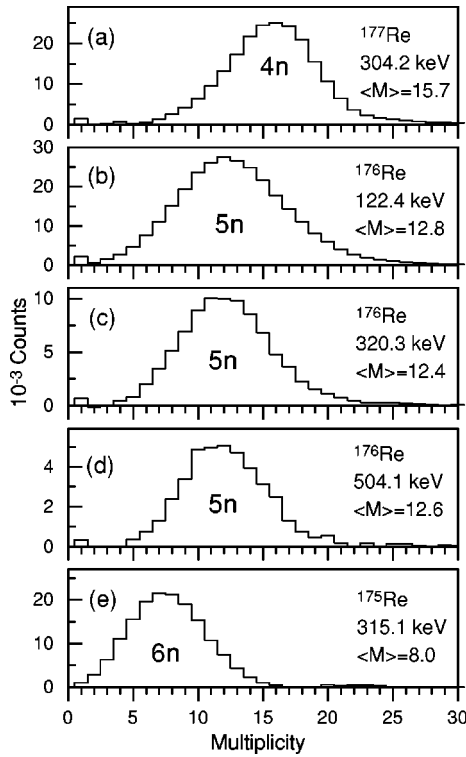 (a)
¹⁷⁷Re
304.2 keV
<M>=15.7
4n
20
10
0
(b)
¹⁷⁶Re
122.4 keV
<M>=12.8
5n
30
20
10
0
(c)
¹⁷⁶Re
320.3 keV
<M>=12.4
5n
10
5
0
10⁻³ Counts
(d)
¹⁷⁶Re
504.1 keV
<M>=12.6
5n
4
2
0
(e)
¹⁷⁵Re
315.1 keV
<M>=8.0
6n
20
10
0
0 5 10 15 20 25 30
Multiplicity